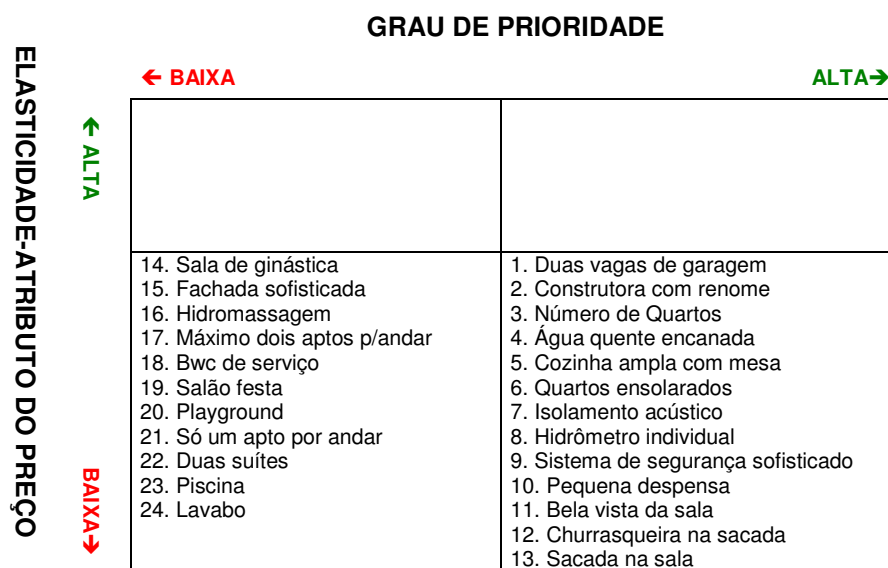 GRAU DE PRIORIDADE
← BAIXA
ALTA→
ELASTICIDADE-ATRIBUTO DO PREÇO
← ALTA
BAIXA→
14. Sala de ginástica
15. Fachada sofisticada
16. Hidromassagem
17. Máximo dois aptos p/andar
18. Bwc de serviço
19. Salão festa
20. Playground
21. Só um apto por andar
22. Duas suítes
23. Piscina
24. Lavabo
1. Duas vagas de garagem
2. Construtora com renome
3. Número de Quartos
4. Água quente encanada
5. Cozinha ampla com mesa
6. Quartos ensolarados
7. Isolamento acústico
8. Hidrômetro individual
9. Sistema de segurança sofisticado
10. Pequena despensa
11. Bela vista da sala
12. Churrasqueira na sacada
13. Sacada na sala